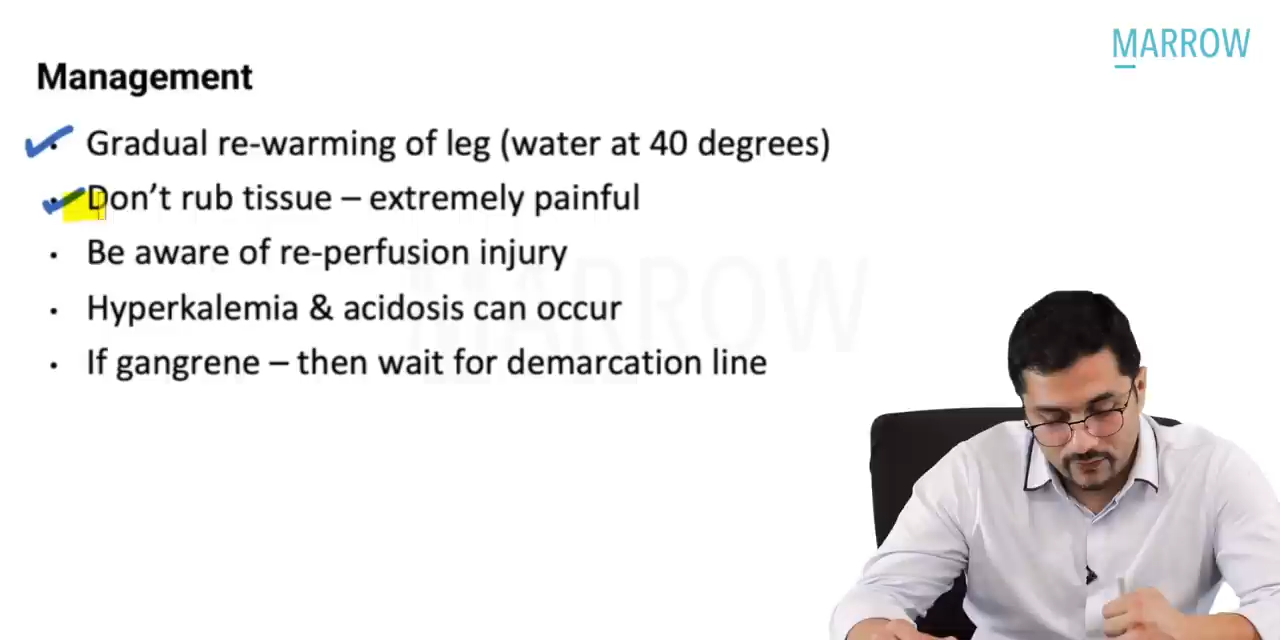 MARROW
Management
• Gradual re-warming of leg (water at 40 degrees)
• Don't rub tissue – extremely painful
• Be aware of re-perfusion injury
• Hyperkalemia & acidosis can occur
• If gangrene – then wait for demarcation line
MARROW